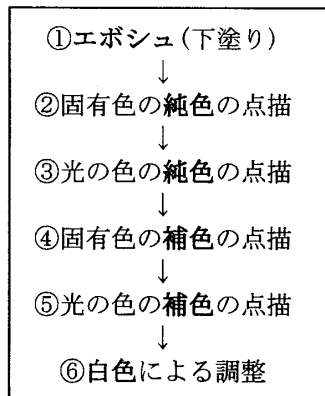 ①エボシュ(下塗り)
↓
②固有色の純色の点描
↓
③光の色の純色の点描
↓
④固有色の補色の点描
↓
⑤光の色の補色の点描
↓
⑥白色による調整